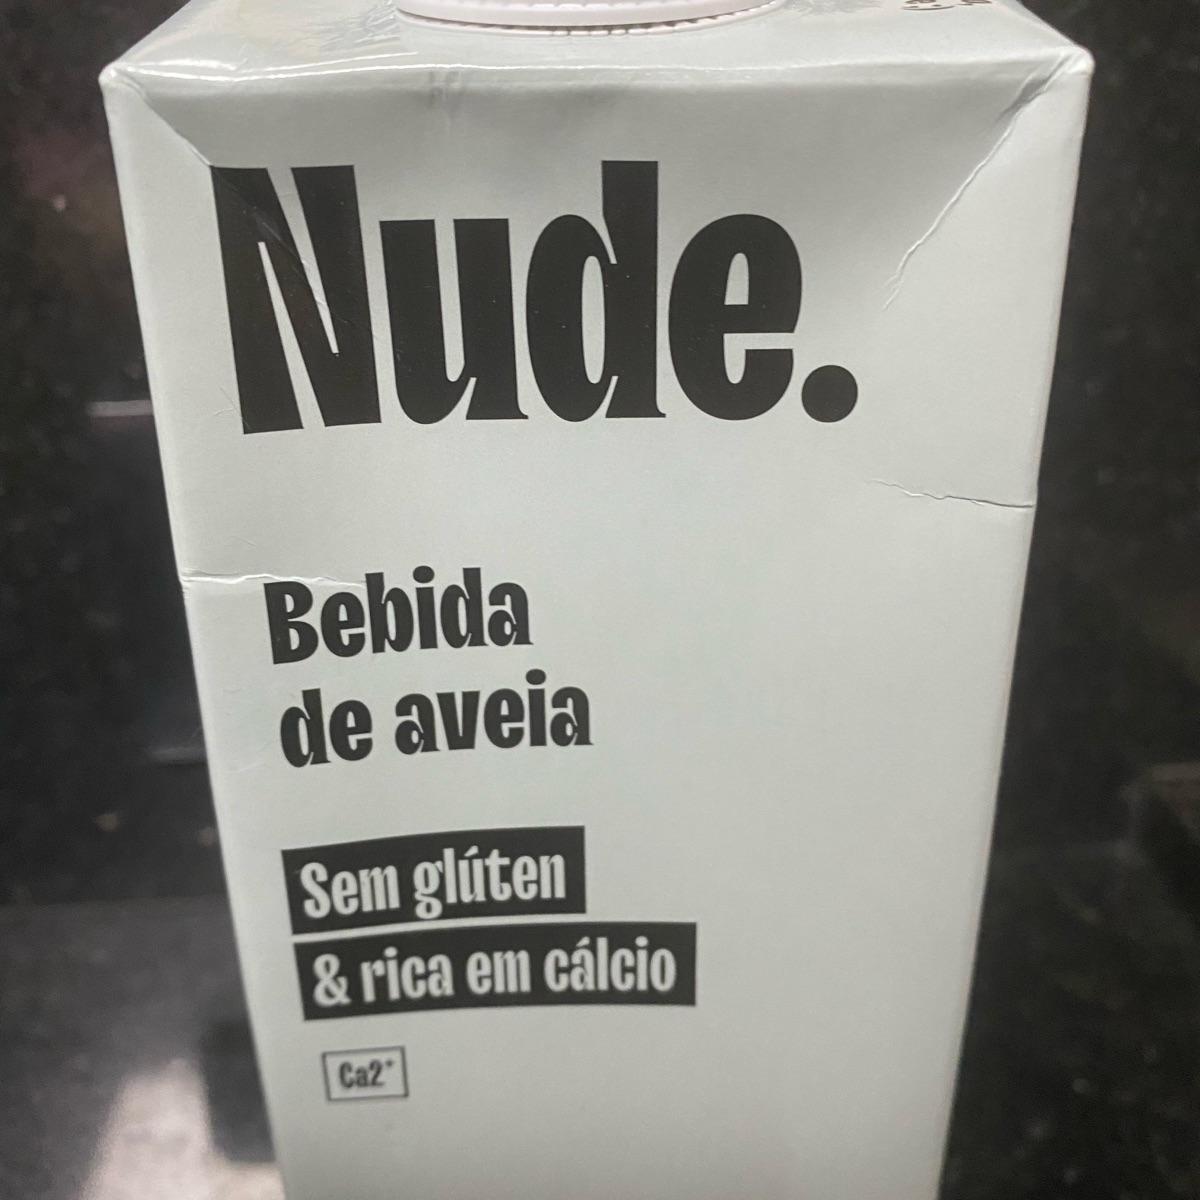 Nude.
Bebida
de aveia
Sem glúten
& rica em cálcio
Ca2⁺